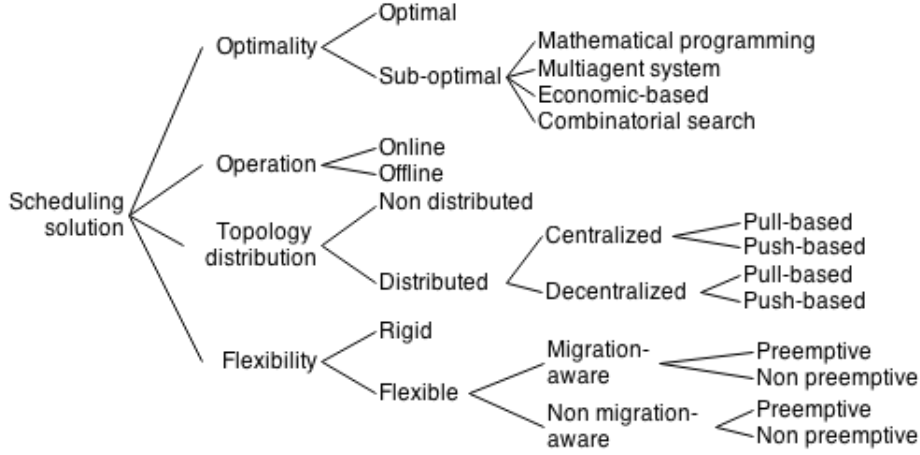 Scheduling
solution
Optimality
Optimal
Sub-optimal
Mathematical programming
Multiagent system
Economic-based
Combinatorial search
Operation
Online
Offline
Topology
distribution
Non distributed
Distributed
Centralized
Pull-based
Push-based
Decentralized
Pull-based
Push-based
Flexibility
Rigid
Flexible
Migration-
aware
Preemptive
Non preemptive
Non migration-
aware
Preemptive
Non preemptive